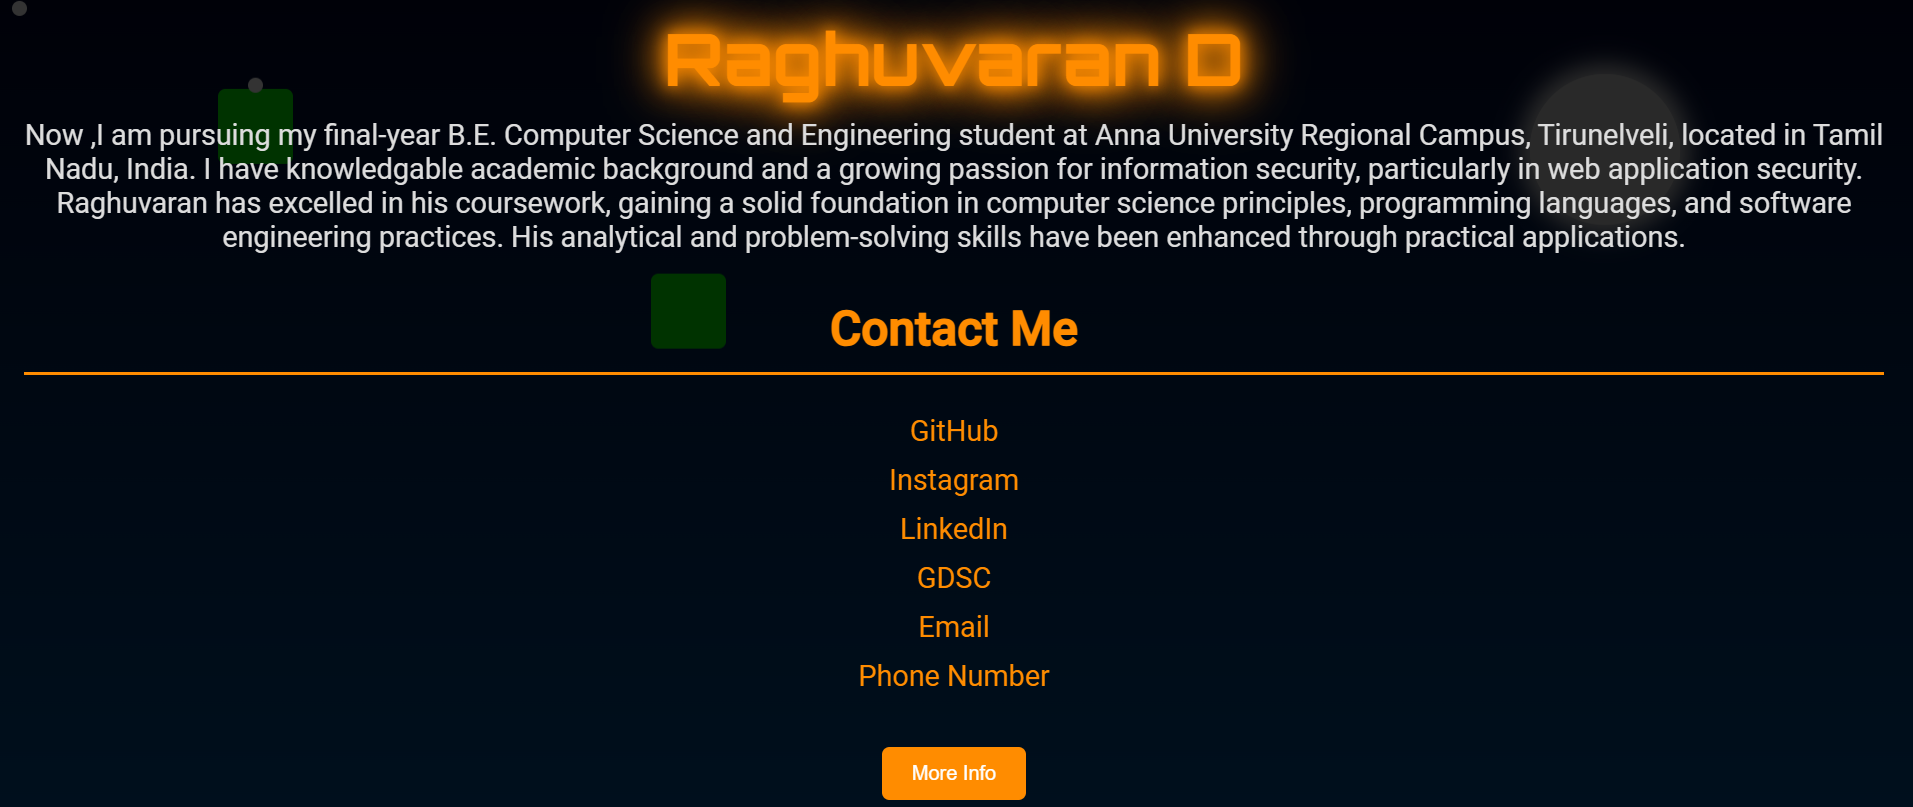 Raghuvaran D
Now ,I am pursuing my final-year B.E. Computer Science and Engineering student at Anna University Regional Campus, Tirunelveli, located in Tamil
Nadu, India. I have knowledgable academic background and a growing passion for information security, particularly in web application security.
Raghuvaran has excelled in his coursework, gaining a solid foundation in computer science principles, programming languages, and software
engineering practices. His analytical and problem-solving skills have been enhanced through practical applications.
Contact Me
GitHub
Instagram
LinkedIn
GDSC
Email
Phone Number
More Info